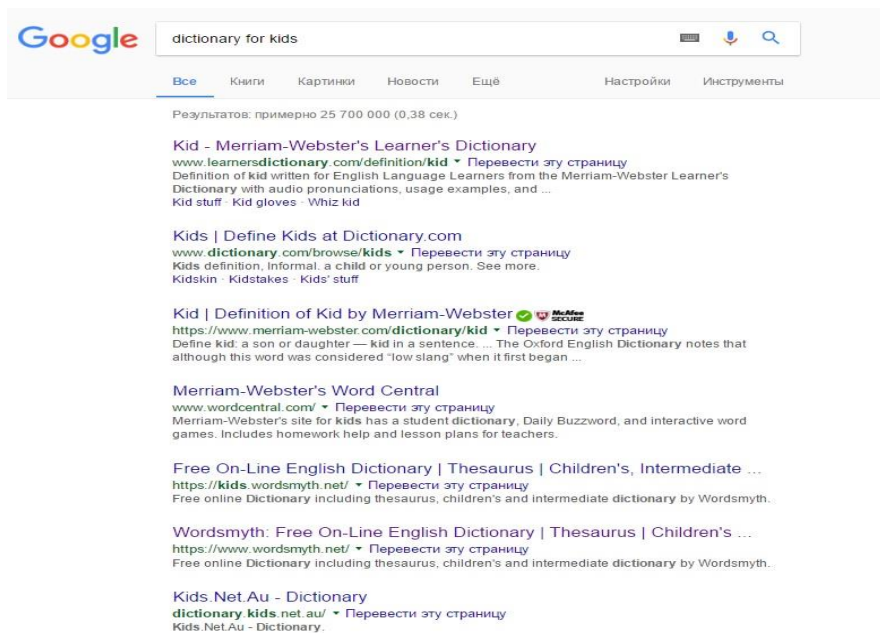 Google dictionary for kids
Все Книги Картинки Новости Ещё Настройки Инструменты
Результатов: примерно 25 700 000 (0,38 сек.)
Kid - Merriam-Webster's Learner's Dictionary
www.learnersdictionary.com/definition/kid Перевести эту страницу
Definition of kid written for English Language Learners from the Merriam-Webster Learner's
Dictionary with audio pronunciations, usage examples, and ...
Kid stuff · Kid gloves · Whiz kid
Kids | Define Kids at Dictionary.com
www.dictionary.com/browse/kids Перевести эту страницу
Kids definition, Informal. a child or young person. See more.
Kidskin · Kidstakes · Kids' stuff
Kid | Definition of Kid by Merriam-Webster McAfee SECURE
https://www.merriam-webster.com/dictionary/kid Перевести эту страницу
Define kid: a son or daughter — kid in a sentence. ... The Oxford English Dictionary notes that
although this word was considered “low slang” when it first began ...
Merriam-Webster's Word Central
www.wordcentral.com/ Перевести эту страницу
Merriam-Webster's site for kids has a student dictionary, Daily Buzzword, and interactive word
games. Includes homework help and lesson plans for teachers.
Free On-Line English Dictionary | Thesaurus | Children's, Intermediate ...
https://kids.wordsmyth.net/ Перевести эту страницу
Free online Dictionary including thesaurus, children's and intermediate dictionary by Wordsmyth.
Wordsmyth: Free On-Line English Dictionary | Thesaurus | Children's ...
https://www.wordsmyth.net/ Перевести эту страницу
Free online Dictionary including thesaurus, children's and intermediate dictionary by Wordsmyth.
Kids.Net.Au - Dictionary
dictionary.kids.net.au/ Перевести эту страницу
Kids.Net.Au - Dictionary.